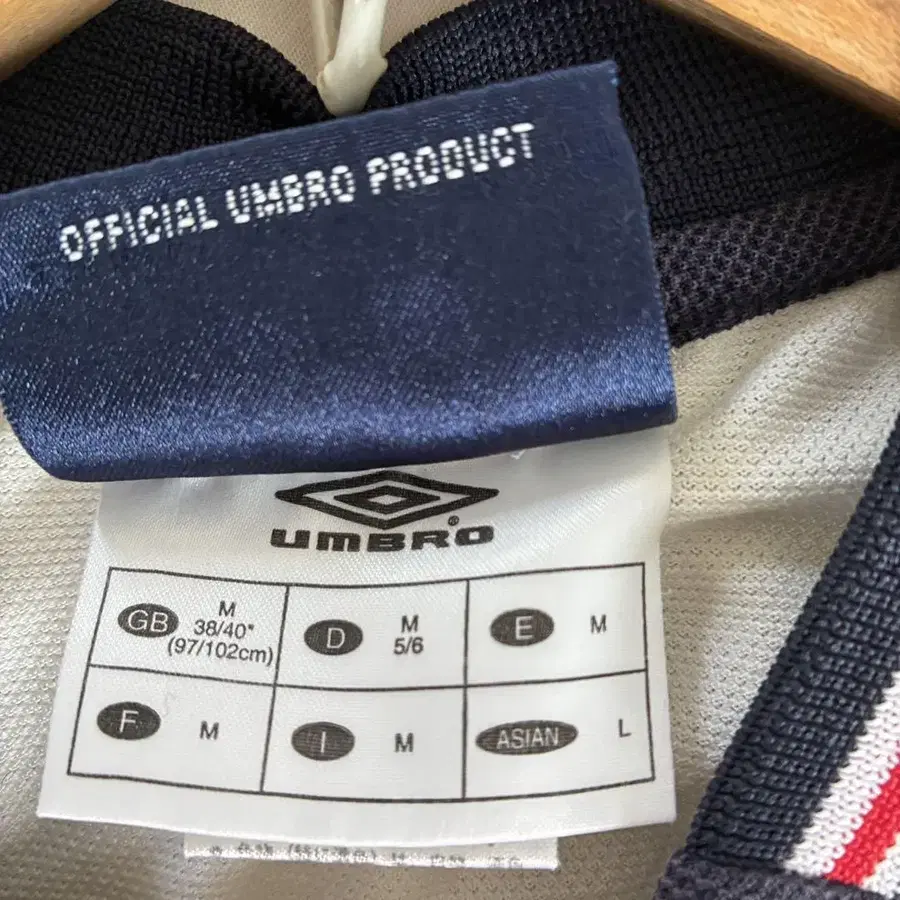 OFFICIAL UMBRO PRODUCT
UMBRO®
GB M
38/40"
(97/102cm)
D M
5/6
E M
F M
I M
ASIAN L